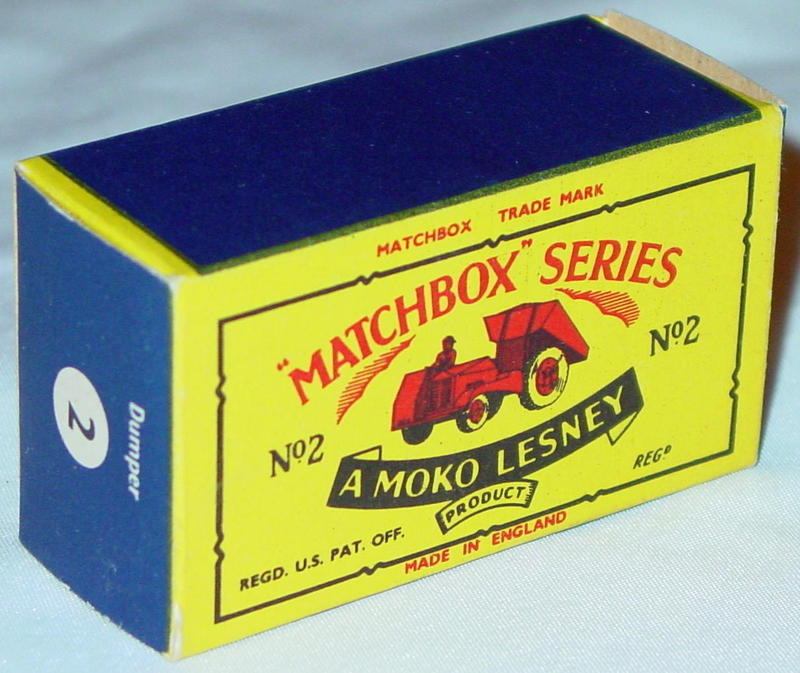 MATCHBOX TRADE MARK
"MATCHBOX" SERIES
Nº2
Nº2
A MOKO LESNEY
PRODUCT
REGᴰ
REGD. U.S. PAT. OFF.
MADE IN ENGLAND
Dumper
2